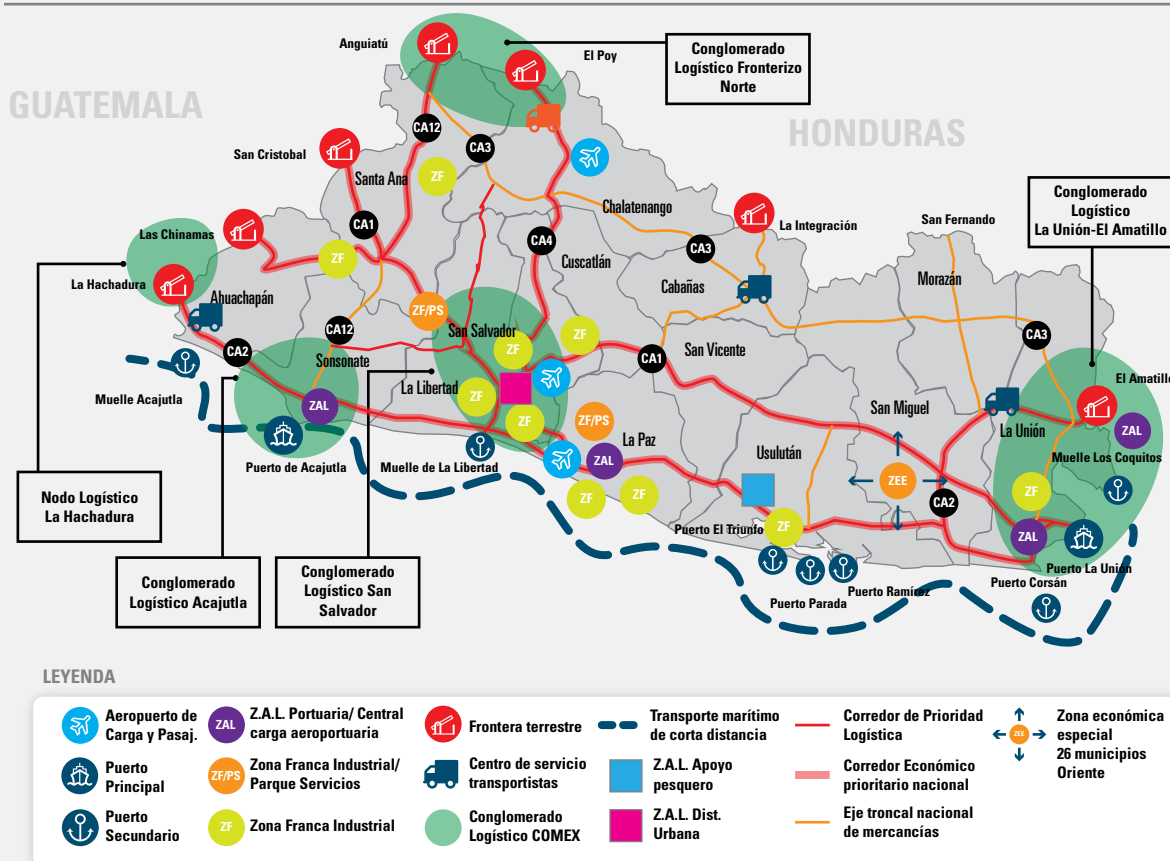 Anguiatú
El Poy
Conglomerado
Logístico Fronterizo
Norte
GUATEMALA
HONDURAS
CA12
CA3
San Cristobal
Santa Ana
ZF
Conglomerado
Logístico
La Unión-El Amatillo
Chalatenango
San Fernando
La Integración
Las Chinamas
CA1
CA4
CA3
ZF
Cuscatlán
Morazán
La Hachadura
Ahuachapán
Cabañas
ZF/PS
San Salvador
CA12
ZF
ZF
CA3
CA2
Sonsonate
CA1
San Vicente
El Amatillo
Muelle Acajutla
La Libertad
ZF
ZAL
San Miguel
ZF
ZF/PS
La Unión
ZAL
Puerto de Acajutla
Muelle de La Libertad
La Paz
ZAL
Usulután
Muelle Los Coquitos
ZEE
ZF
ZF
ZF
CA2
Nodo Logístico
La Hachadura
Puerto El Triunfo
ZF
ZAL
Puerto La Unión
Conglomerado
Logístico Acajutla
Conglomerado
Logístico San
Salvador
Puerto Parada
Puerto Ramírez
Puerto Corsán
LEYENDA
Aeropuerto de
Carga y Pasaj.
Puerto
Principal
Puerto
Secundario
ZAL
Z.A.L. Portuaria/ Central
carga aeroportuaria
ZF/PS
Zona Franca Industrial/
Parque Servicios
ZF
Zona Franca Industrial
Frontera terrestre
Centro de servicio
transportistas
Conglomerado
Logístico COMEX
Transporte marítimo
de corta distancia
Z.A.L. Apoyo
pesquero
Z.A.L. Dist.
Urbana
Corredor de Prioridad
Logística
Corredor Económico
prioritario nacional
Eje troncal nacional
de mercancías
ZEE
Zona económica
especial
26 municipios
Oriente